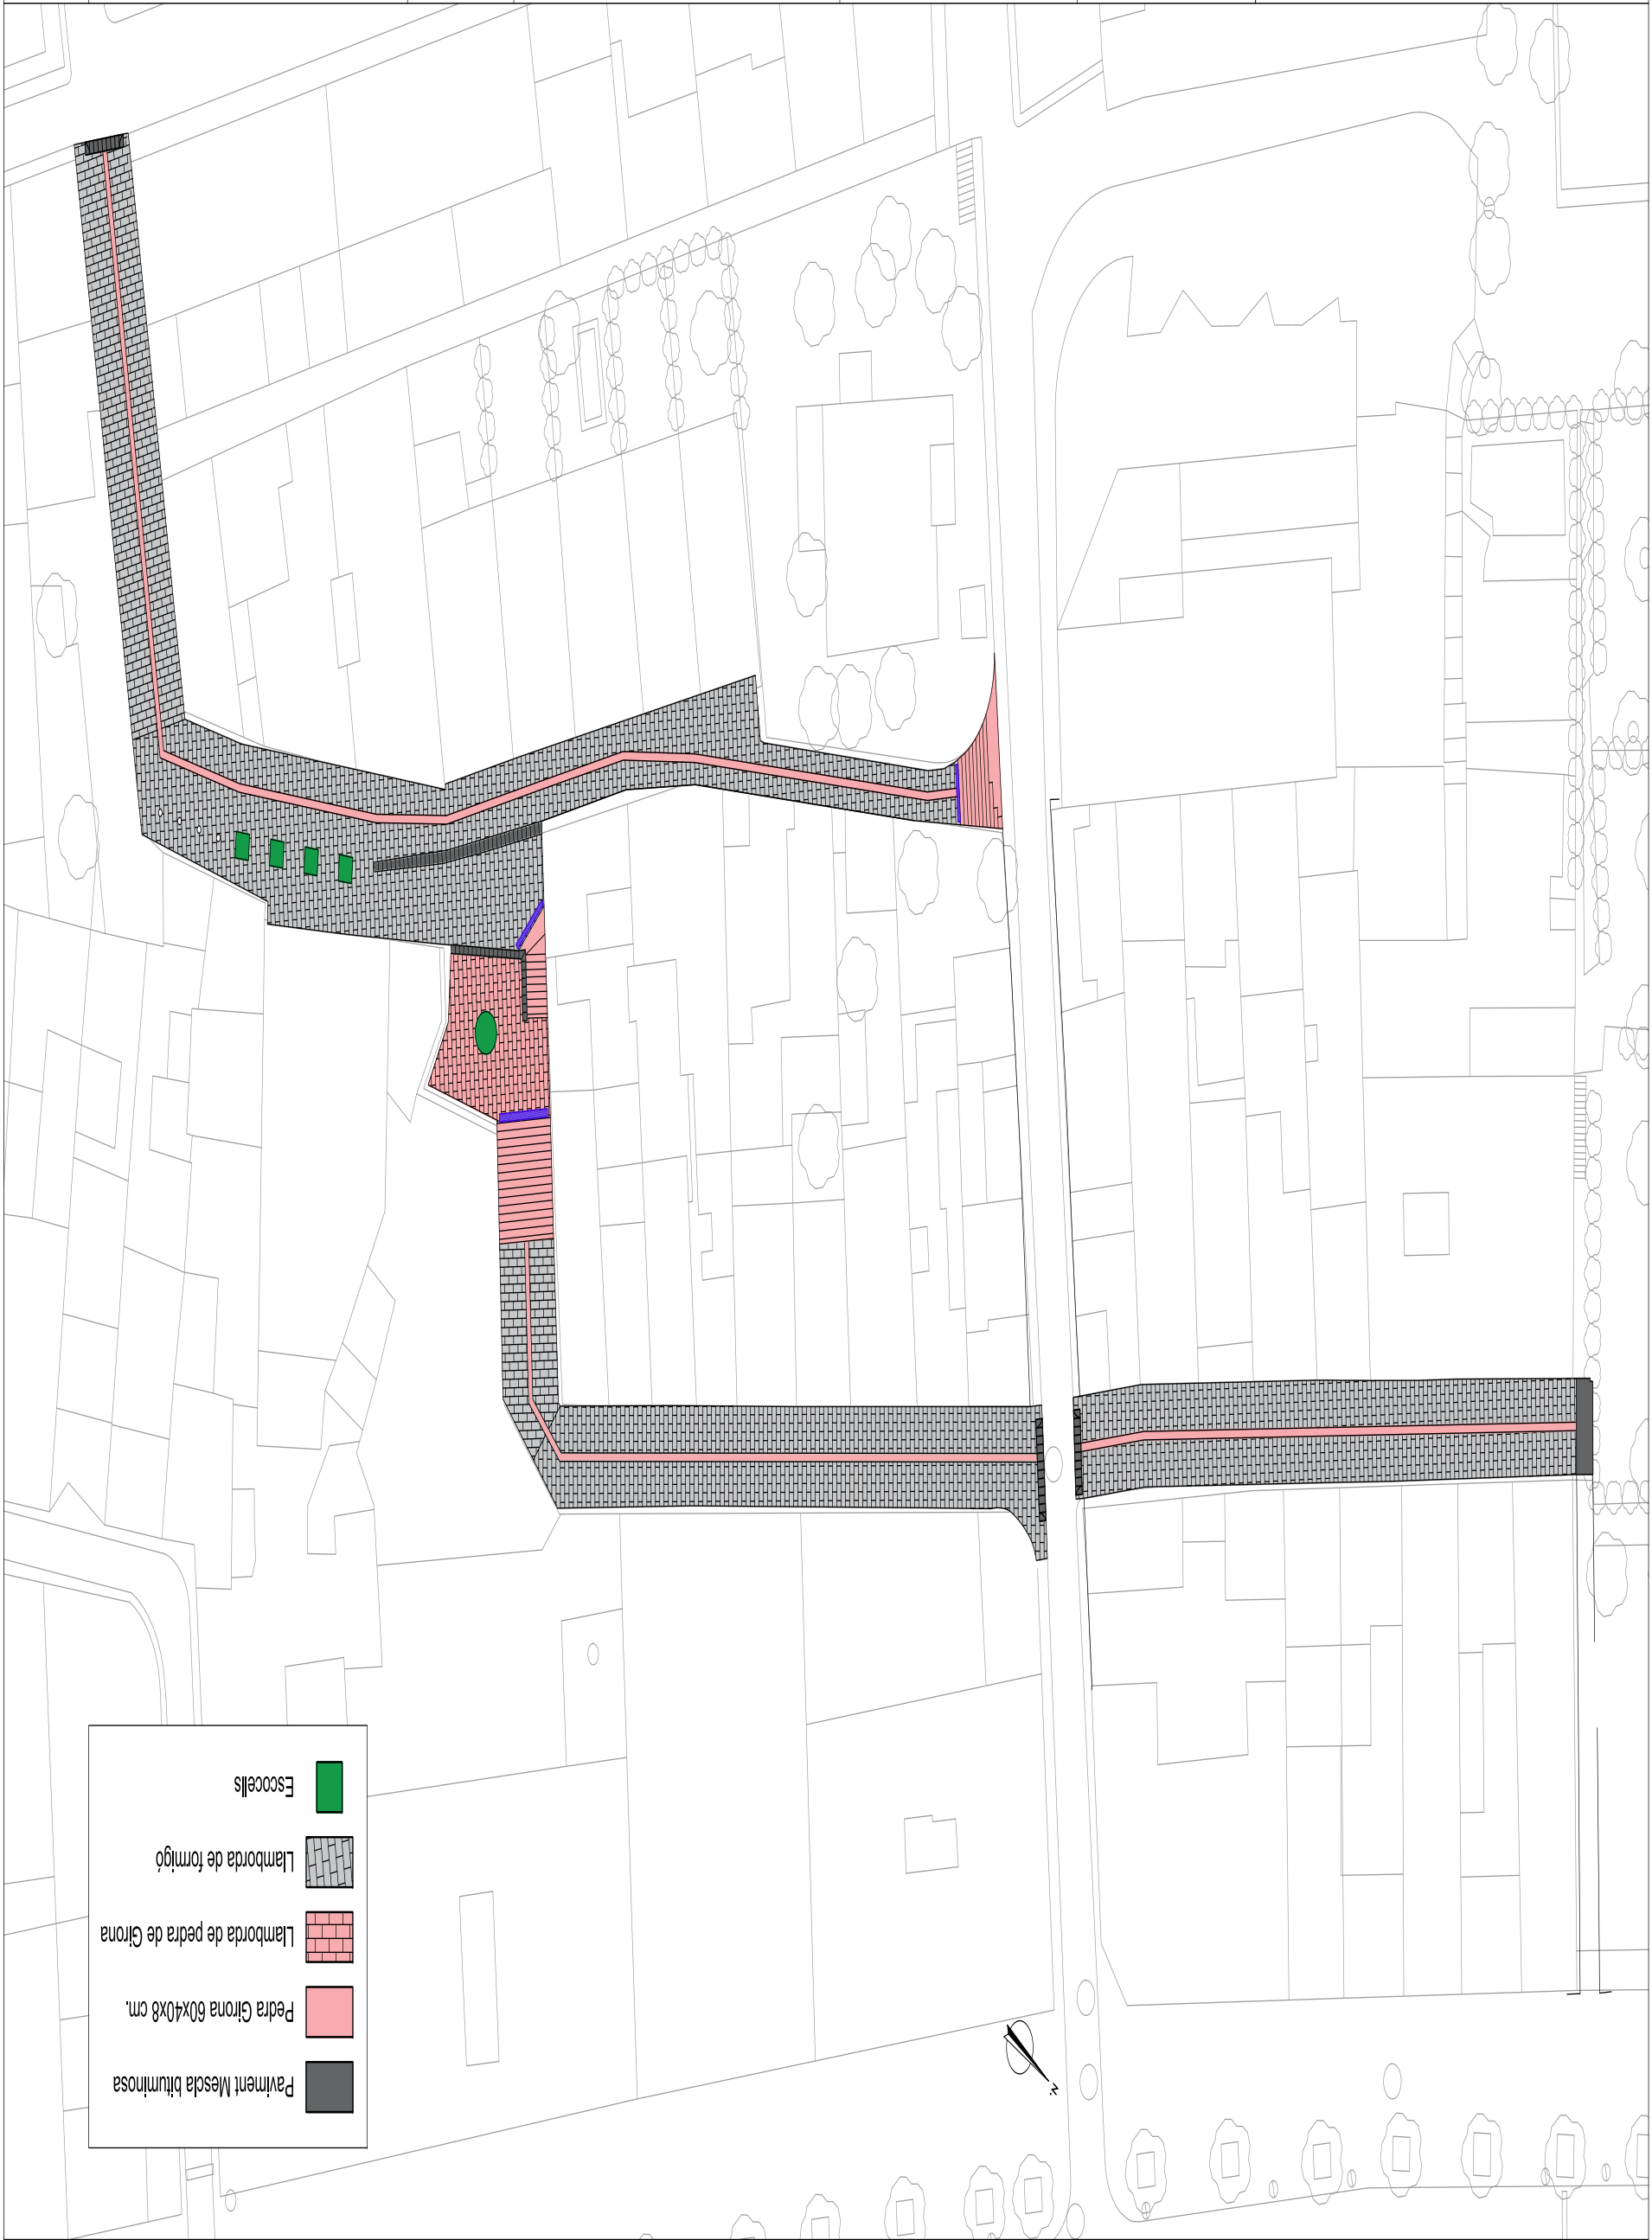 Paviment Mescla bituminosa
Pedra Girona 60x40x8 cm.
Llamborda de pedra de Girona
Llamborda de formigó
Escocells
N.